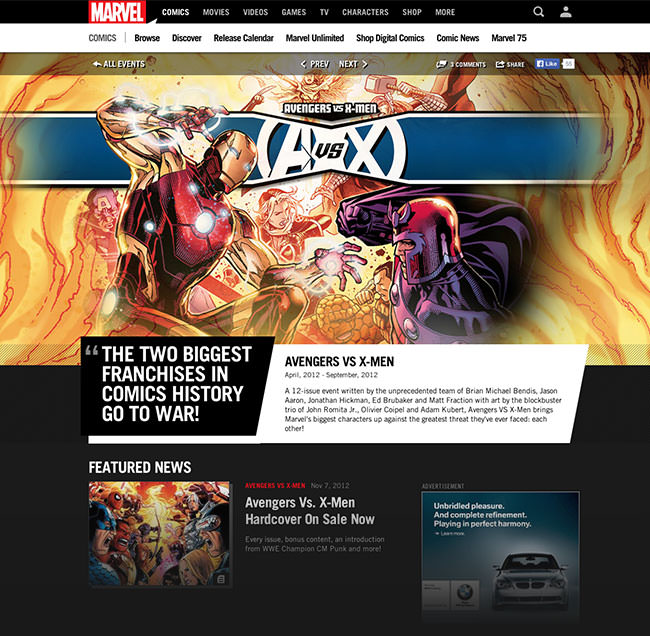 MARVEL COMICS MOVIES VIDEOS GAMES TV CHARACTERS SHOP MORE
COMICS Browse Discover Release Calendar Marvel Unlimited Shop Digital Comics Comic News Marvel 75
ALL EVENTS PREV NEXT 3 COMMENTS SHARE Like
AVENGERS VS X-MEN
A VS X
“ THE TWO BIGGEST
FRANCHISES IN
COMICS HISTORY
GO TO WAR!
AVENGERS VS X-MEN
April, 2012 - September, 2012
A 12-issue event written by the unprecedented team of Brian Michael Bendis, Jason
Aaron, Jonathan Hickman, Ed Brubaker and Matt Fraction with art by the blockbuster
trio of John Romita Jr., Olivier Coipel and Adam Kubert, Avengers VS X-Men brings
Marvel's biggest characters up against the greatest threat they've ever faced: each
other!
FEATURED NEWS
AVENGERS VS X-MEN Nov 7, 2012
Avengers Vs. X-Men
Hardcover On Sale Now
Every issue, bonus content, an introduction
from WWE Champion CM Punk and more!
ADVERTISEMENT
Unbridled pleasure.
And complete refinement.
Playing in perfect harmony.
Learn more.